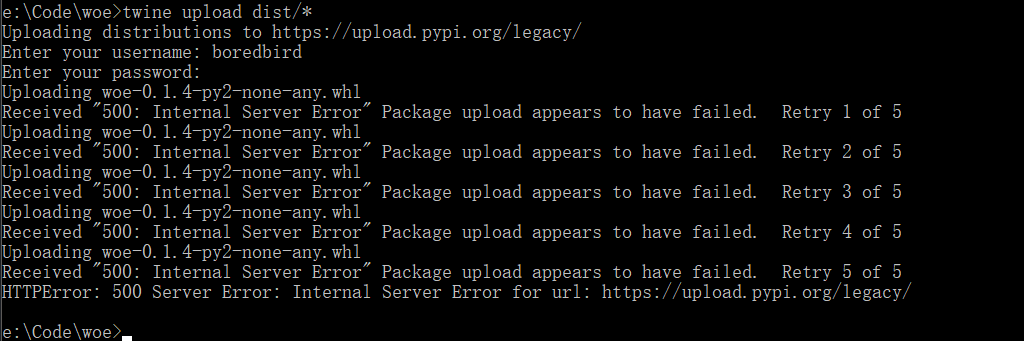 e:\Code\woe>twine upload dist/*
Uploading distributions to https://upload.pypi.org/legacy/
Enter your username: boredbird
Enter your password:
Uploading woe-0.1.4-py2-none-any.whl
Received "500: Internal Server Error" Package upload appears to have failed.  Retry 1 of 5
Uploading woe-0.1.4-py2-none-any.whl
Received "500: Internal Server Error" Package upload appears to have failed.  Retry 2 of 5
Uploading woe-0.1.4-py2-none-any.whl
Received "500: Internal Server Error" Package upload appears to have failed.  Retry 3 of 5
Uploading woe-0.1.4-py2-none-any.whl
Received "500: Internal Server Error" Package upload appears to have failed.  Retry 4 of 5
Uploading woe-0.1.4-py2-none-any.whl
Received "500: Internal Server Error" Package upload appears to have failed.  Retry 5 of 5
HTTPError: 500 Server Error: Internal Server Error for url: https://upload.pypi.org/legacy/
e:\Code\woe>